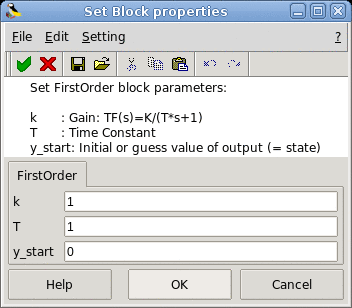 Set Block properties
File Edit Setting ?
Set FirstOrder block parameters:
k : Gain: TF(s)=K/(T*s+1)
T : Time Constant
y_start: Initial or guess value of output (= state)
FirstOrder
k 1
T 1
y_start 0
Help OK Cancel